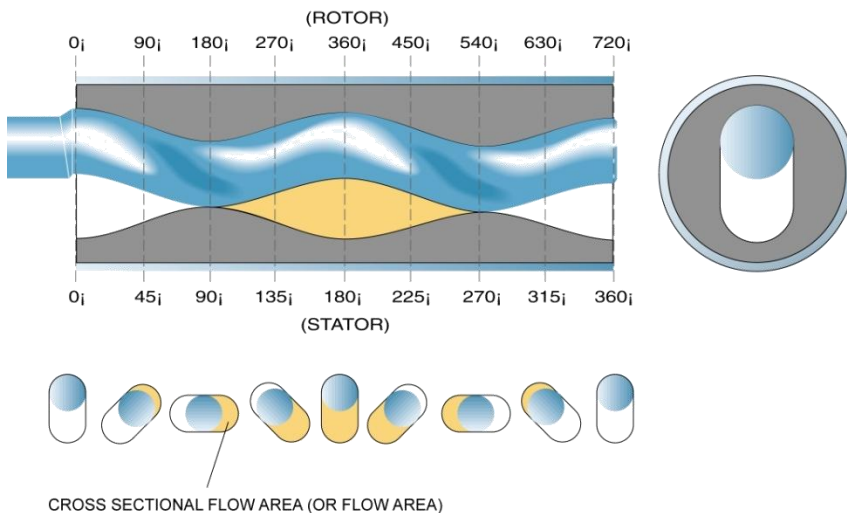 (ROTOR)
0¡ 90¡ 180¡ 270¡ 360¡ 450¡ 540¡ 630¡ 720¡
0¡ 45¡ 90¡ 135¡ 180¡ 225¡ 270¡ 315¡ 360¡
(STATOR)
CROSS SECTIONAL FLOW AREA (OR FLOW AREA)